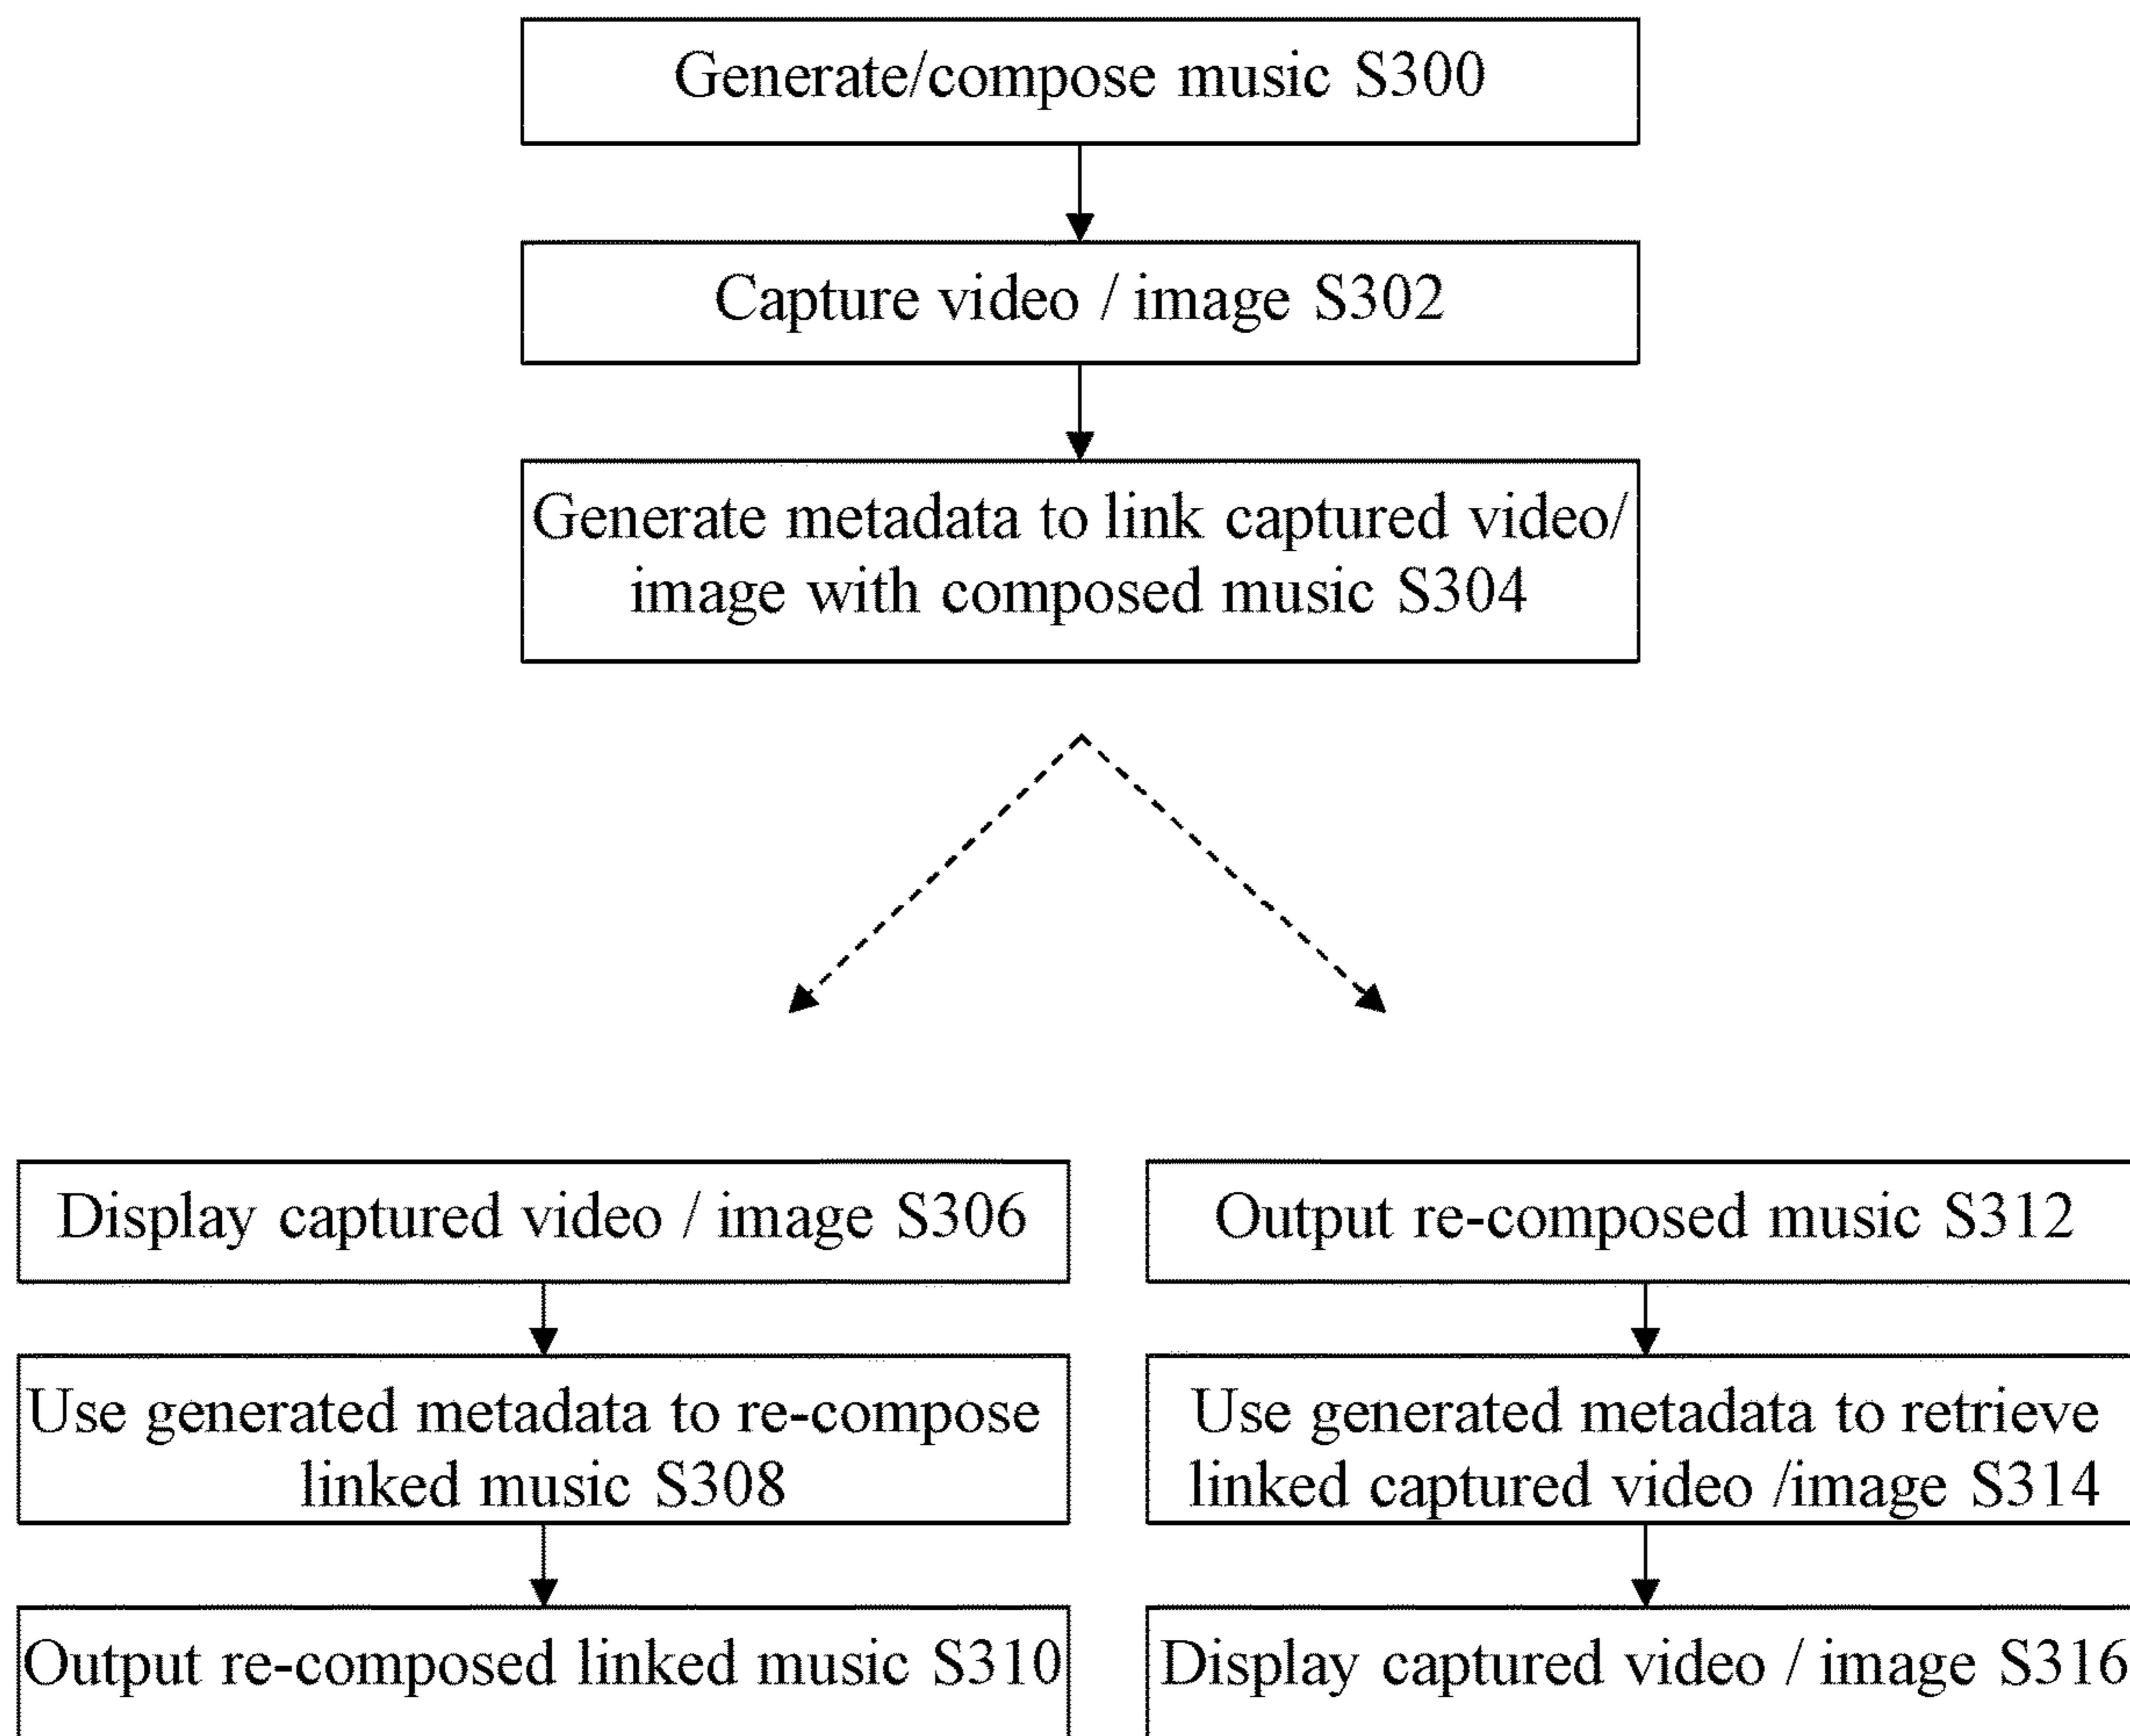 Generate/compose music S300
Capture video / image S302
Generate metadata to link captured video/
image with composed music S304
Display captured video / image S306
Use generated metadata to re-compose
linked music S308
Output re-composed linked music S310
Output re-composed music S312
Use generated metadata to retrieve
linked captured video /image S314
Display captured video / image S316